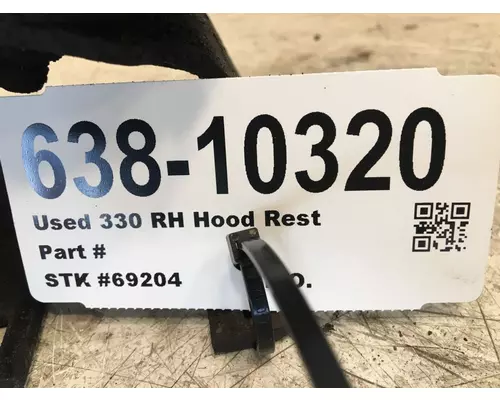 638-10320
Used 330 RH Hood Rest
Part #
STK #69204 O.